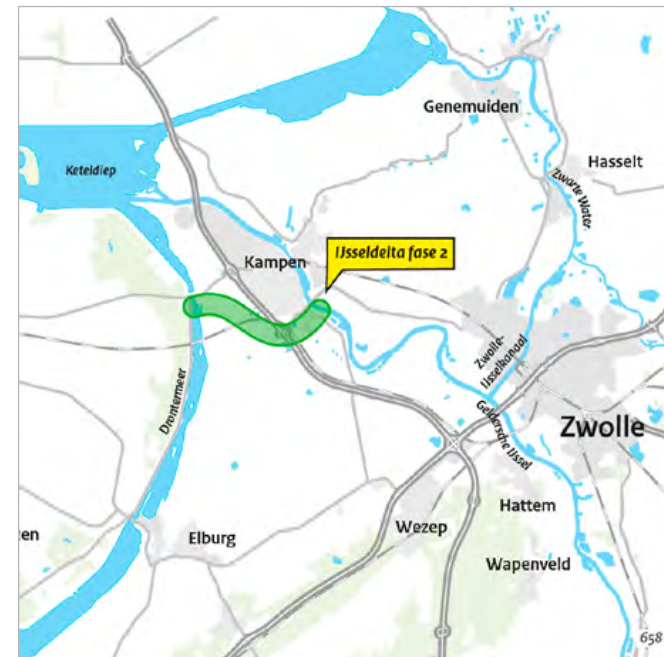 Genemuiden
Hasselt
Keteldiep
Zwarte Water
IJsseldelta fase 2
Kampen
Zwolle-
IJsselkanaal
Drontermeer
Geldersche IJssel
Zwolle
Hattem
Wezep
Elburg
zen
Wapenveld
658